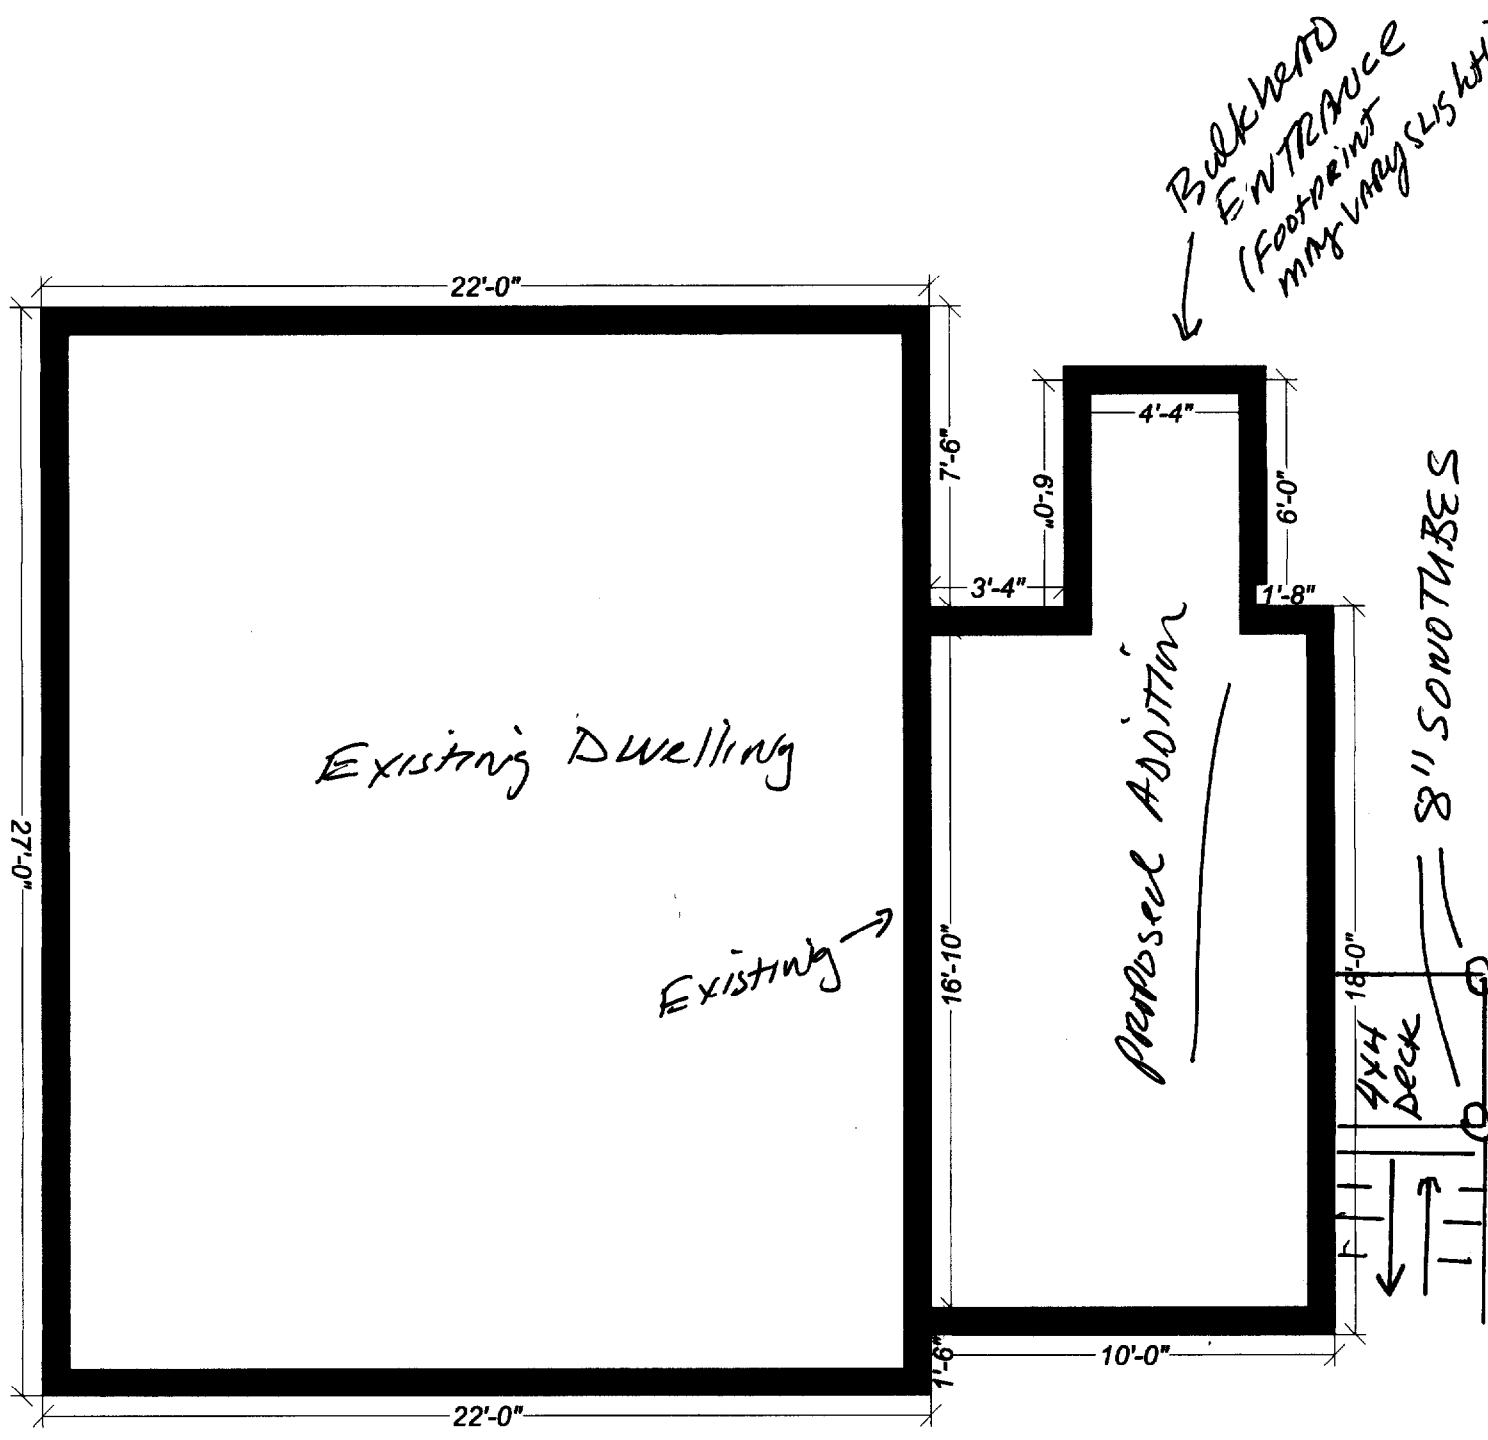 Bulkhead
ENTRANCE
(FOOTPRINT
MAY VARY SLIGHTL
22'-0"
27'-0"
7'-6"
4'-4"
6'-0"
6'-0"
3'-4"
1'-8"
8" SONOTUBES
Existing Dwelling
Proposed Addition
Existing
16'-10"
18'-0"
4x4
Deck
1'-6"
10'-0"
22'-0"